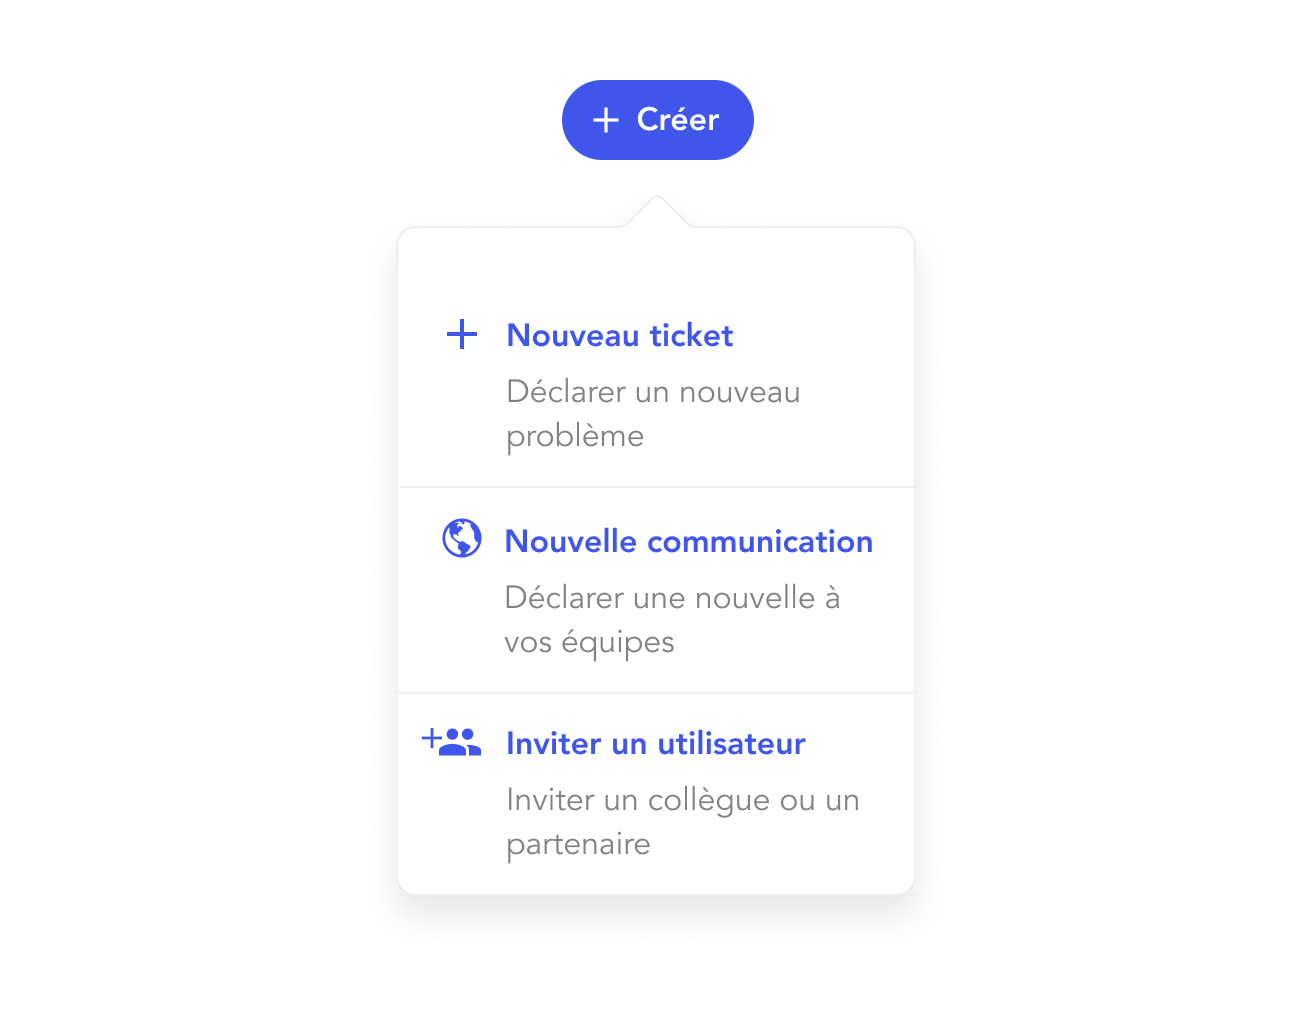 Créer
Nouveau ticket
Déclarer un nouveau
problème
Nouvelle communication
Déclarer une nouvelle à
vos équipes
Inviter un utilisateur
Inviter un collègue ou un
partenaire